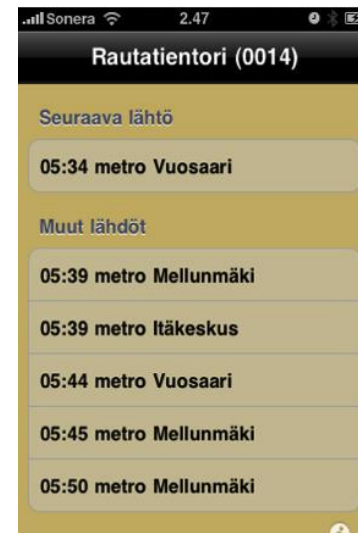 Sonera 2.47
Rautatientori (0014)
Seuraava lähtö
05:34 metro Vuosaari
Muut lähdöt
05:39 metro Mellunmäki
05:39 metro Itäkeskus
05:44 metro Vuosaari
05:45 metro Mellunmäki
05:50 metro Mellunmäki